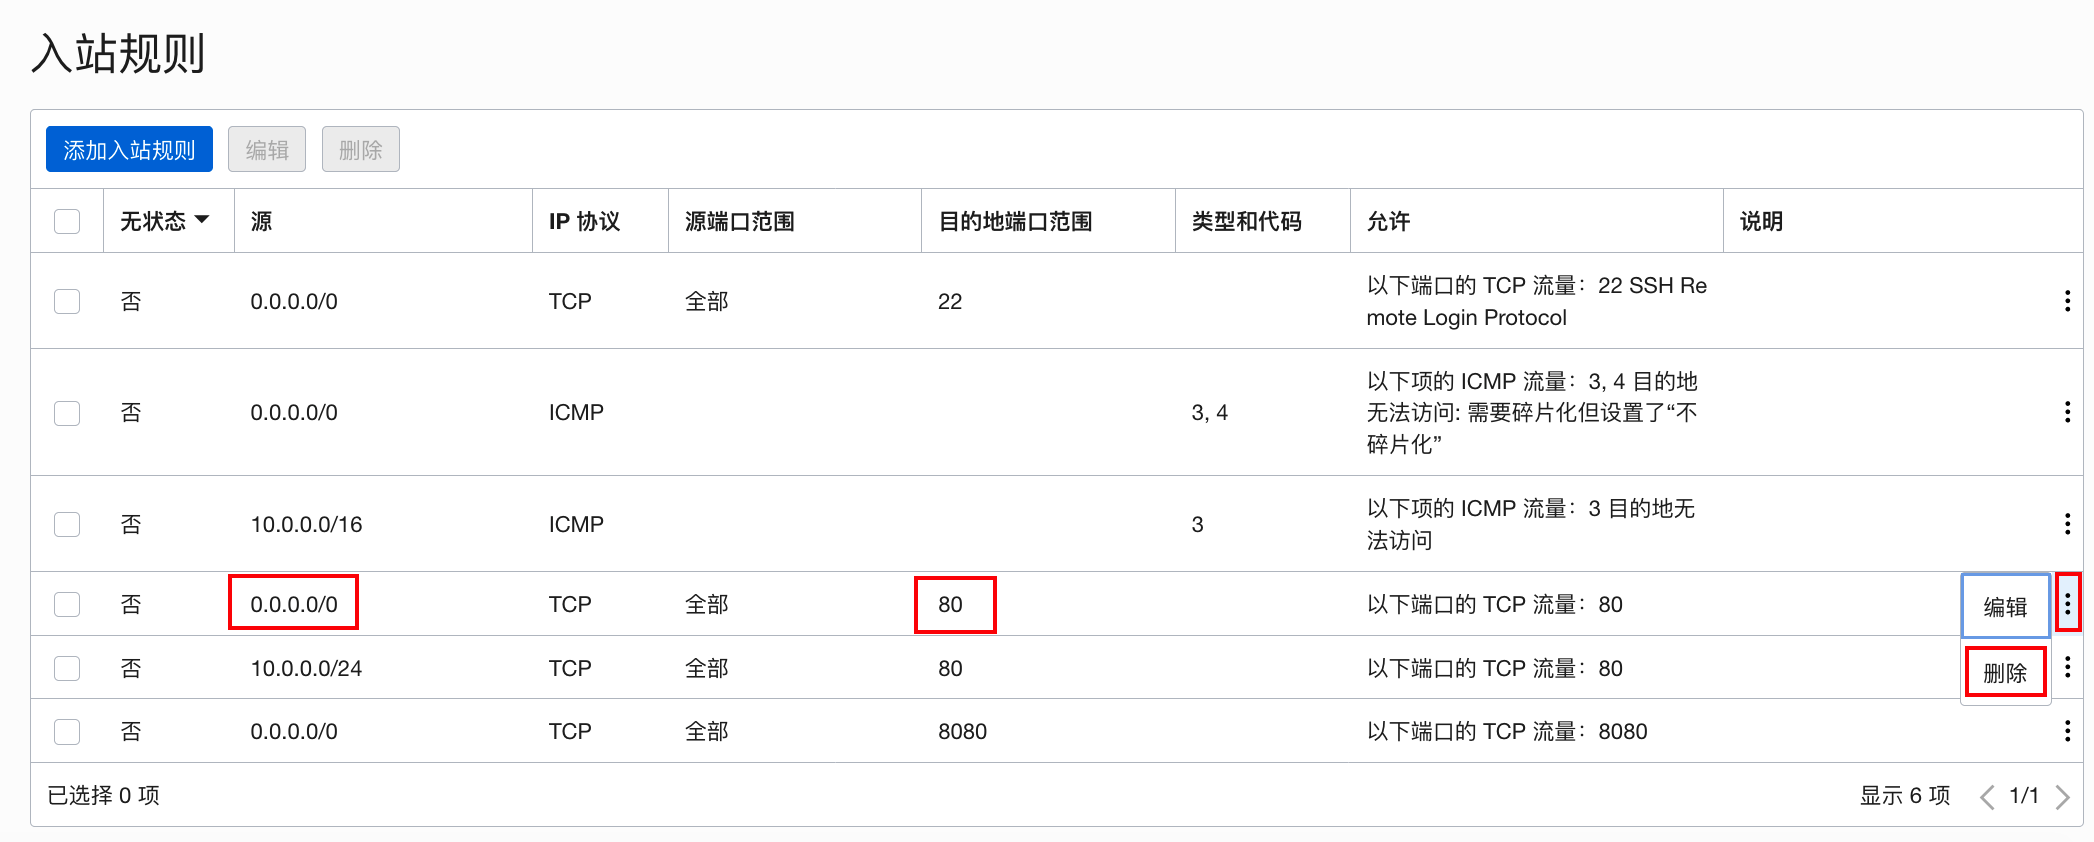 入站规则
添加入站规则 编辑 删除
无状态 源 IP 协议 源端口范围 目的地端口范围 类型和代码 允许 说明
否 0.0.0.0/0 TCP 全部 22 以下端口的 TCP 流量：22 SSH Re
mote Login Protocol
否 0.0.0.0/0 ICMP 3, 4 以下项的 ICMP 流量：3, 4 目的地
无法访问: 需要碎片化但设置了“不
碎片化”
否 10.0.0.0/16 ICMP 3 以下项的 ICMP 流量：3 目的地无
法访问
否 0.0.0.0/0 TCP 全部 80 以下端口的 TCP 流量：80 编辑
否 10.0.0.0/24 TCP 全部 80 以下端口的 TCP 流量：80 删除
否 0.0.0.0/0 TCP 全部 8080 以下端口的 TCP 流量：8080
已选择 0 项 显示 6 项 1/1